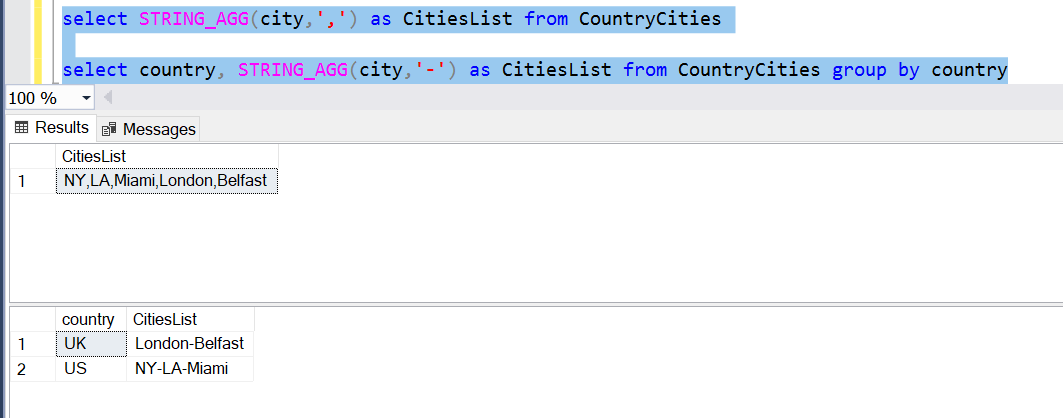 select STRING_AGG(city,',') as CitiesList from CountryCities
select country, STRING_AGG(city,'-') as CitiesList from CountryCities group by country
100 %
Results Messages
CitiesList
1 NY,LA,Miami,London,Belfast
country CitiesList
1 UK London-Belfast
2 US NY-LA-Miami